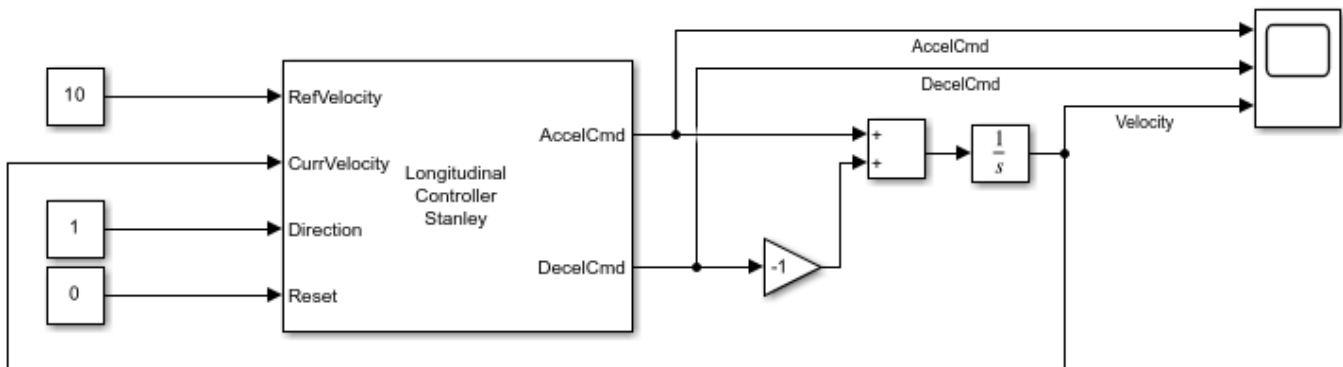 AccelCmd
DecelCmd
Velocity
10
1
0
RefVelocity
CurrVelocity
Direction
Reset
Longitudinal
Controller
Stanley
AccelCmd
DecelCmd
-1
+
+
1
s